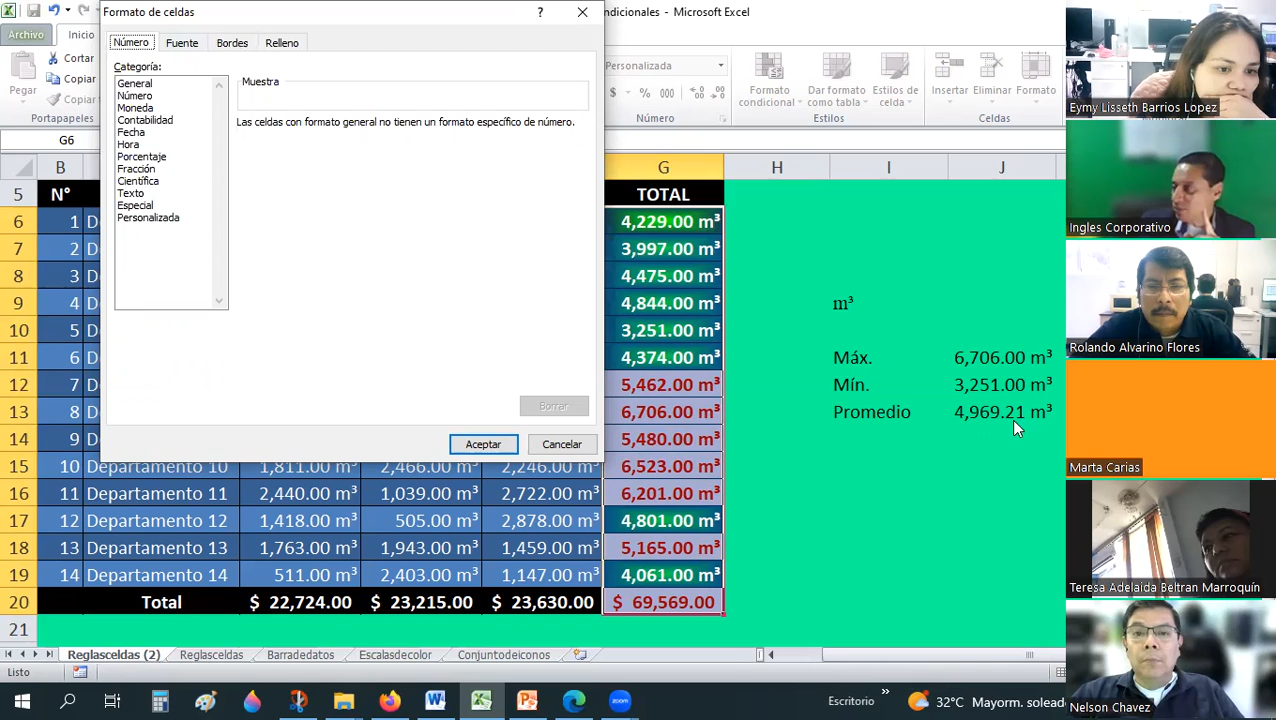 Formato de celdas
?
ndicionales - Microsoft Excel
Archivo
Inicio
Número Fuente Bordes Relleno
Cortar
Copiar
Copiar
Pegar
Portapapeles
Categoría:
General
Número
Moneda
Contabilidad
Fecha
Hora
Porcentaje
Fracción
Científica
Texto
Especial
Personalizada
Muestra
Las celdas con formato general no tienen un formato específico de número.
Borrar
Aceptar Cancelar
Personalizada
$ % 000
Número
Formato condicional
Dar formato como tabla
Estilos de celda
Estilos
Insertar Eliminar Formato
Celdas
G6
B G H I J
5 N° TOTAL
6 1 D 4,229.00 m³
7 2 D 3,997.00 m³
8 3 D 4,475.00 m³
9 4 D 4,844.00 m³ m³
10 5 D 3,251.00 m³
11 6 D 4,374.00 m³ Máx. 6,706.00 m³
12 7 D 5,462.00 m³ Mín. 3,251.00 m³
13 8 D 6,706.00 m³ Promedio 4,969.21 m³
14 9 D 5,480.00 m³
15 10 Departamento 10 1,811.00 m³ 2,466.00 m³ 2,246.00 m³ 6,523.00 m³
16 11 Departamento 11 2,440.00 m³ 1,039.00 m³ 2,722.00 m³ 6,201.00 m³
17 12 Departamento 12 1,418.00 m³ 505.00 m³ 2,878.00 m³ 4,801.00 m³
18 13 Departamento 13 1,763.00 m³ 1,943.00 m³ 1,459.00 m³ 5,165.00 m³
19 14 Departamento 14 511.00 m³ 2,403.00 m³ 1,147.00 m³ 4,061.00 m³
20 Total $ 22,724.00 $ 23,215.00 $ 23,630.00 $ 69,569.00
21
Reglasceldas (2) Reglasceldas Barradedatos Escalasdecolor Conjuntodeiconos
Listo
Escritorio » 32°C Mayorm. soleado
Eymy Lisseth Barrios Lopez
Ingles Corporativo
Rolando Alvarino Flores
Marta Carias
Teresa Adelaida Beltran Marroquín
Nelson Chavez